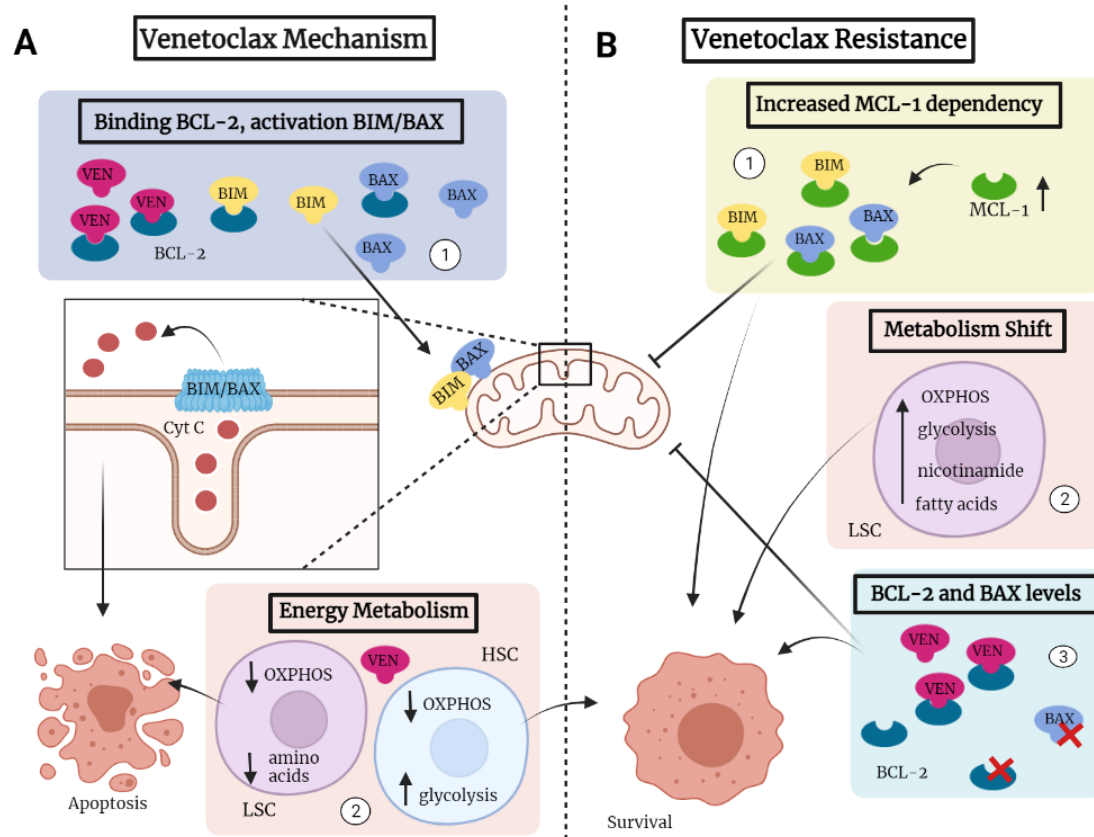 A
Venetoclax Mechanism
Binding BCL-2, activation BIM/BAX
VEN
VEN
VEN
BIM
BIM
BAX
BAX
BAX
BCL-2
1
BIM/BAX
Cyt C
BAX
BIM
Energy Metabolism
VEN
HSC
OXPHOS
amino
acids
LSC
OXPHOS
glycolysis
2
Apoptosis
B
Venetoclax Resistance
Increased MCL-1 dependency
1
BIM
BIM
BAX
BAX
MCL-1
Metabolism Shift
OXPHOS
glycolysis
nicotinamide
fatty acids
LSC
2
BCL-2 and BAX levels
VEN
VEN
VEN
3
BAX
BCL-2
Survival